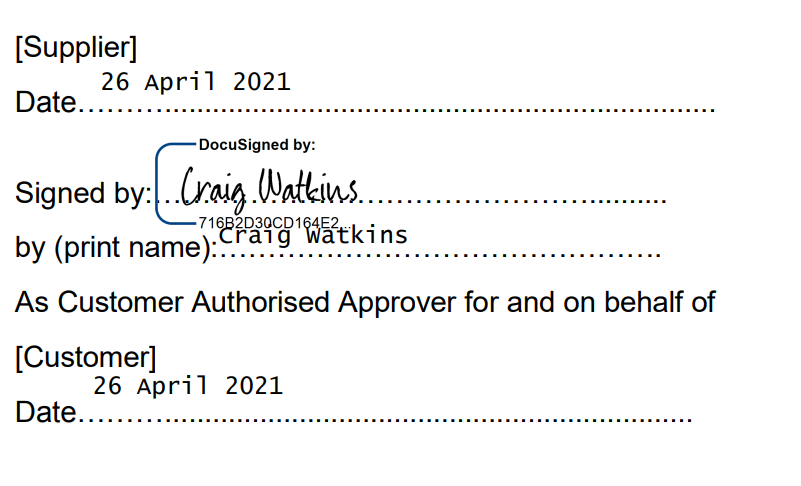 [Supplier]
26 April 2021
Date……….......................................................................
DocuSigned by:
Signed by:…Craig Watkins……………………………..........
716B2D30CD164E2...
Craig Watkins
by (print name):……………………………………….
As Customer Authorised Approver for and on behalf of
[Customer]
26 April 2021
Date……….....................................................................